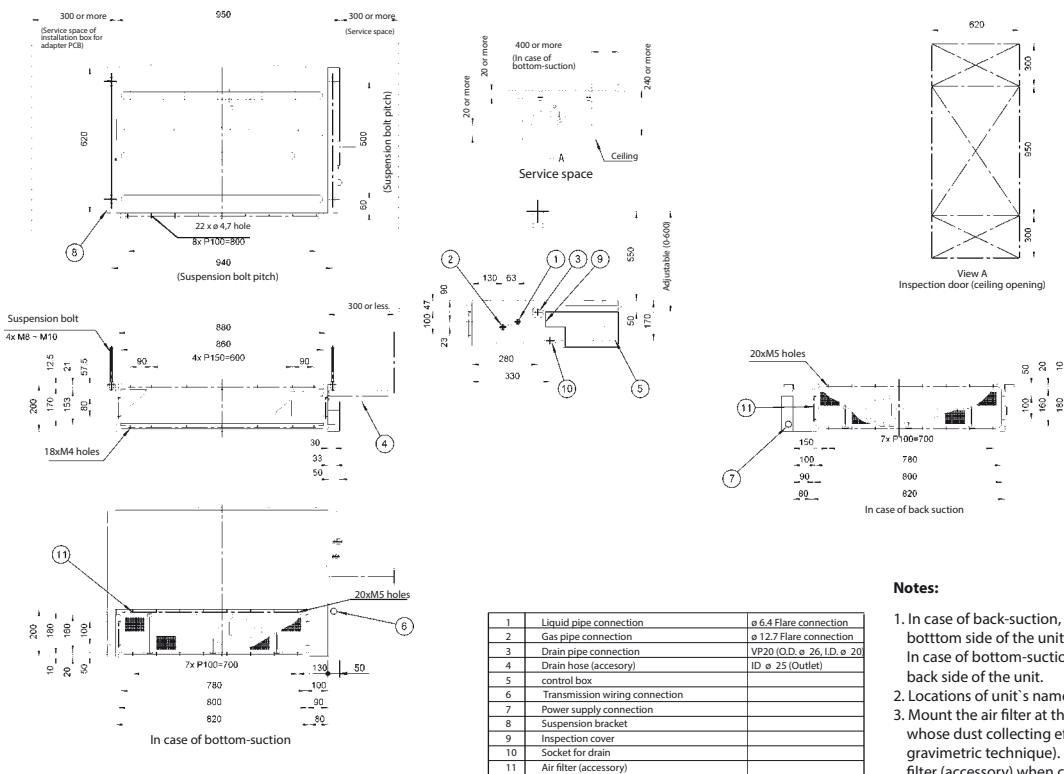 300 or more
950
300 or more
(Service space of
installation box for
adapter PCB)
(Service space)
620
500
(Suspension bolt pitch)
60
22 x ø 4,7 hole
8x P100=800
8
940
(Suspension bolt pitch)
400 or more
(In case of
bottom-suction)
20 or more
20 or more
240 or more
A
Ceiling
Service space
620
300
950
300
View A
Inspection door (ceiling opening)
2
1
3
9
130
63
90
100
47
23
550
Adjustable (0-600)
50
170
280
330
10
5
300 or less.
Suspension bolt
4x M8 ~ M10
880
860
4x P150=600
90
90
12.5
21
57.5
200
170
153
80
18xM4 holes
4
30
33
50
20xM5 holes
60
20
10
100
160
180
11
7
150
7x P100=700
100
780
90
800
80
820
In case of back suction
11
20xM5 holes
6
200
180
160
100
10
20
50
7x P100=700
130
50
780
100
800
90
820
80
In case of bottom-suction
1 Liquid pipe connection ø 6.4 Flare connection
2 Gas pipe connection ø 12.7 Flare connection
3 Drain pipe connection VP20 (O.D. ø 26, I.D. ø 20
4 Drain hose (accesory) ID ø 25 (Outlet)
5 control box
6 Transmission wiring connection
7 Power supply connection
8 Suspension bracket
9 Inspection cover
10 Socket for drain
11 Air filter (accessory)
Notes:
1. In case of back-suction,
botttom side of the unit
In case of bottom-suctio
back side of the unit.
2. Locations of unit`s name
3. Mount the air filter at th
whose dust collecting ef
gravimetric technique).
filter (accessory) when c